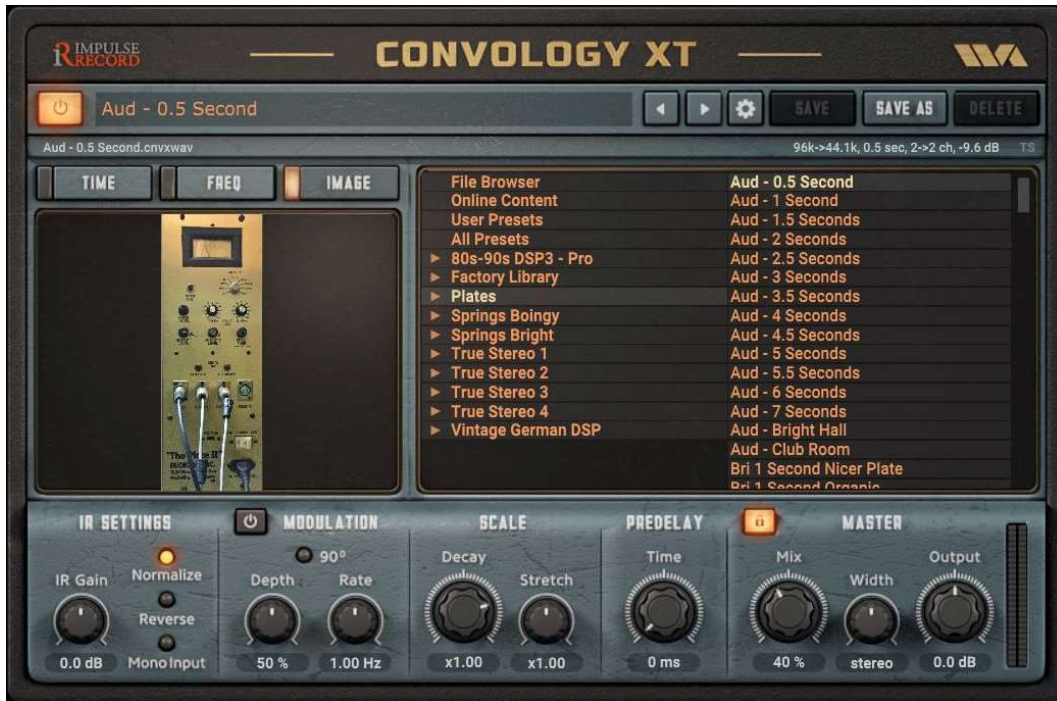 IMPULSE RECORD
CONVOLOGY XT
Aud - 0.5 Second
SAVE
SAVE AS
DELETE
Aud - 0.5 Second.cnvxwav
96k->44.1k, 0.5 sec, 2->2 ch, -9.6 dB
TS
TIME
FREQ
IMAGE
File Browser
Online Content
User Presets
All Presets
80s-90s DSP3 - Pro
Factory Library
Plates
Springs Boingy
Springs Bright
True Stereo 1
True Stereo 2
True Stereo 3
True Stereo 4
Vintage German DSP
Aud - 0.5 Second
Aud - 1 Second
Aud - 1.5 Seconds
Aud - 2 Seconds
Aud - 2.5 Seconds
Aud - 3 Seconds
Aud - 3.5 Seconds
Aud - 4 Seconds
Aud - 4.5 Seconds
Aud - 5 Seconds
Aud - 5.5 Seconds
Aud - 6 Seconds
Aud - 7 Seconds
Aud - Bright Hall
Aud - Club Room
Bri 1 Second Nicer Plate
Bri 1 Second Organic
IR SETTINGS
IR Gain
0.0 dB
Normalize
Reverse
Mono Input
MODULATION
90°
Depth
Rate
50 %
1.00 Hz
SCALE
Decay
Stretch
x1.00
x1.00
PREDELAY
Time
0 ms
MASTER
Mix
Width
Output
40 %
stereo
0.0 dB